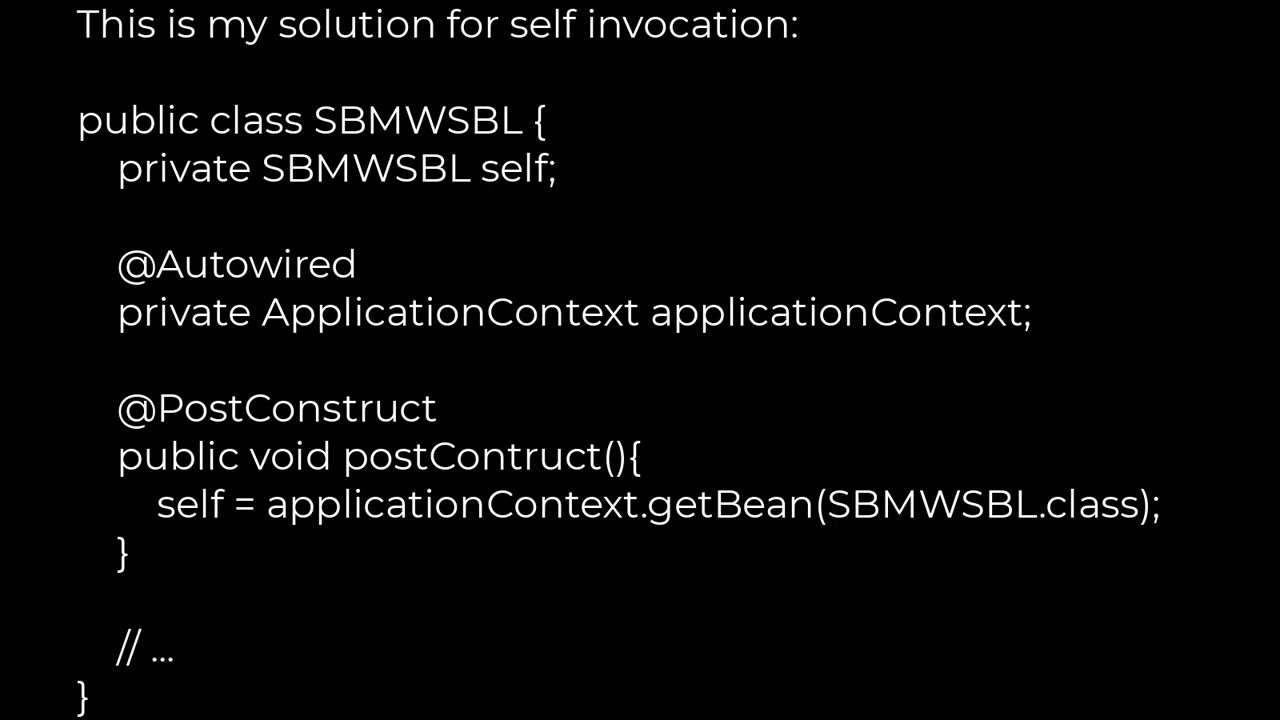 This is my solution for self invocation:
public class SBMWSBL {
private SBMWSBL self;
@Autowired
private ApplicationContext applicationContext;
@PostConstruct
public void postContruct(){
self = applicationContext.getBean(SBMWSBL.class);
}
// ...
}